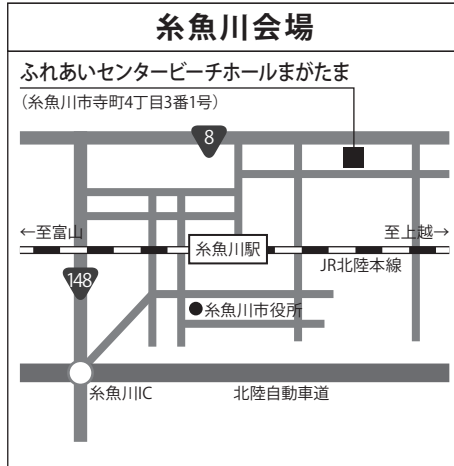 糸魚川会場
ふれあいセンタービーチホールまがたま
（糸魚川市寺町4丁目3番1号）
8
←至富山
至上越→
糸魚川駅
JR北陸本線
148
●糸魚川市役所
糸魚川IC
北陸自動車道